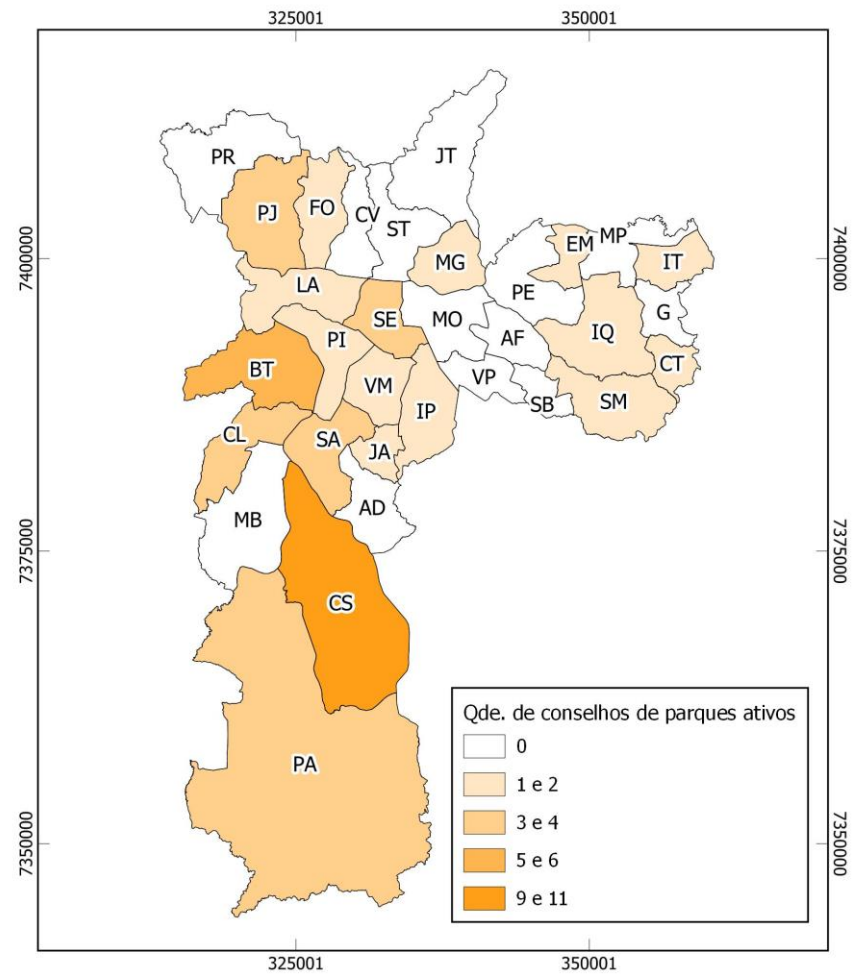 325001 350001
JT
PR
FO
PJ
CV
ST
MP
EM
7400000 7400000
MG
IT
LA
PE
G
SE
MO
IQ
PI
AF
CT
BT
VP
VM
SM
SB
IP
CL
SA
JA
AD
MB
7375000 7375000
CS
Qde. de conselhos de parques ativos
0
PA
1 e 2
3 e 4
7350000 7350000
5 e 6
9 e 11
325001 350001